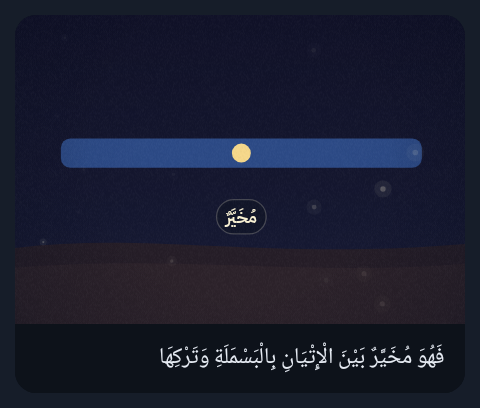 مُخَيَّرٌ
فَهُوَ مُخَيَّرٌ بَيْنَ الْإِتْيَانِ بِالْبَسْمَلَةِ وَتَرْكِهَا